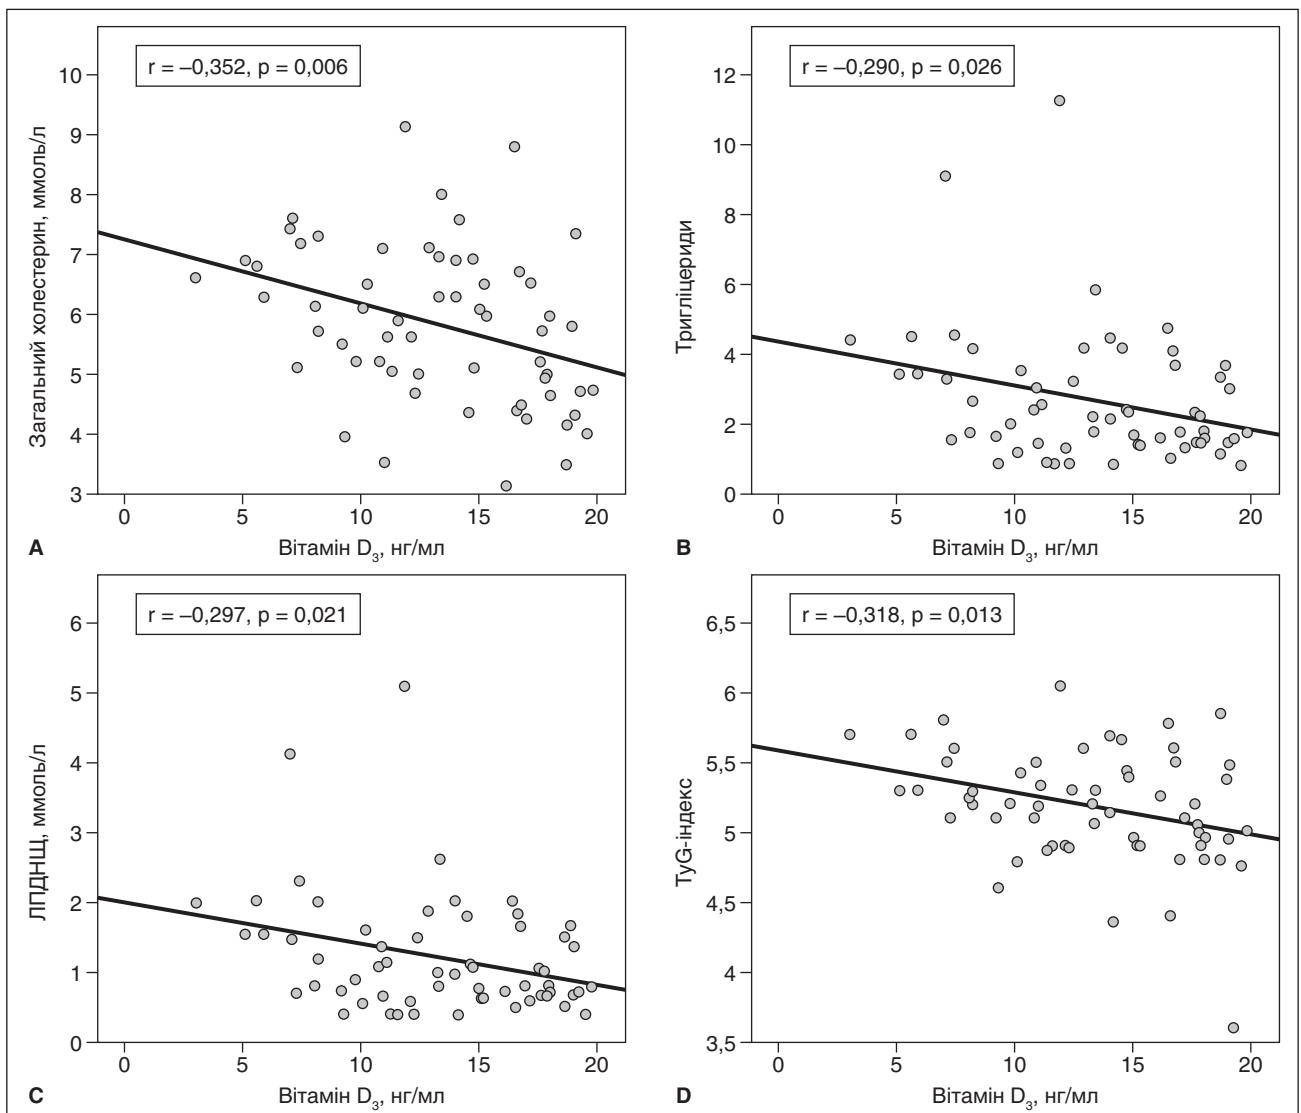 r = –0,352, p = 0,006
Загальний холестерин, ммоль/л
10
9
8
7
6
5
4
3
0 5 10 15 20
A Вітамін D₃, нг/мл
r = –0,290, p = 0,026
Тригліцериди
12
10
8
6
4
2
0
0 5 10 15 20
B Вітамін D₃, нг/мл
r = –0,297, p = 0,021
ЛПДНЩ, ммоль/л
6
5
4
3
2
1
0
0 5 10 15 20
C Вітамін D₃, нг/мл
r = –0,318, p = 0,013
TyG-індекс
6,5
6
5,5
5
4,5
4
3,5
0 5 10 15 20
D Вітамін D₃, нг/мл